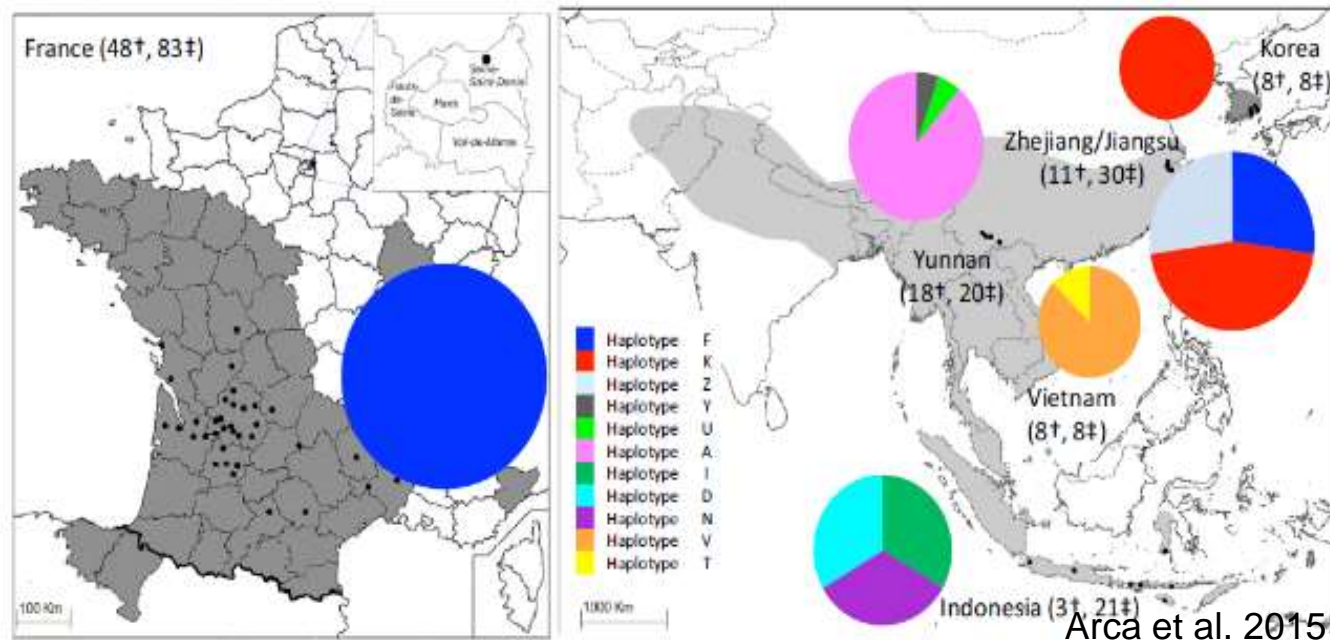 France (48†, 83‡)
Seine-
Saint-Denis
Hauts-
de-
Seine
Paris
Val-de-Marne
100 Km
Korea
(8†, 8‡)
Zhejiang/Jiangsu
(11†, 30‡)
Yunnan
(18†, 20‡)
Vietnam
(8†, 8‡)
Haplotype F
Haplotype K
Haplotype Z
Haplotype Y
Haplotype U
Haplotype A
Haplotype I
Haplotype D
Haplotype N
Haplotype V
Haplotype T
1000 Km
Indonesia (3†, 21‡)
Arca et al. 2015